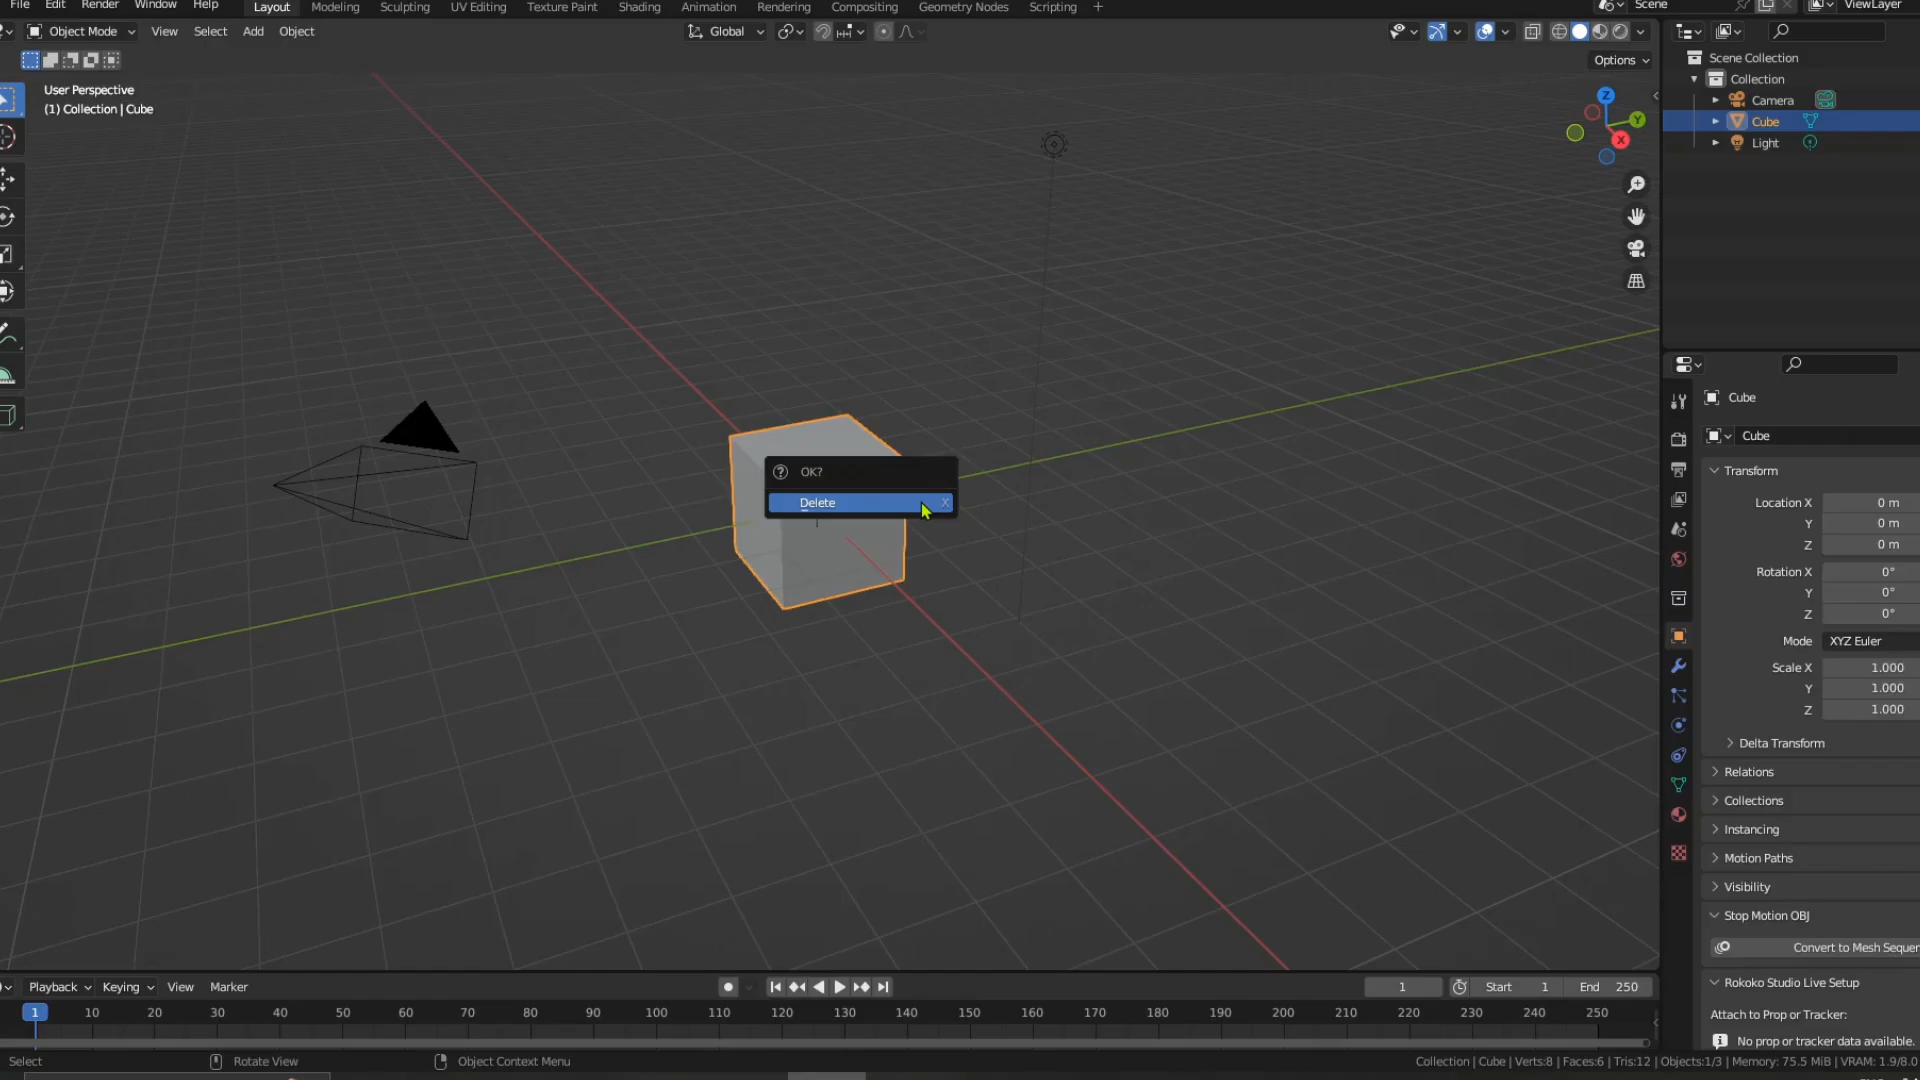 File Edit Render Window Help Layout Modeling Sculpting UV Editing Texture Paint Shading Animation Rendering Compositing Geometry Nodes Scripting + Scene ViewLayer
Object Mode View Select Add Object Global
Options
User Perspective
(1) Collection | Cube
Z
Y
X
Scene Collection
Collection
Camera
Cube
Light
OK?
Delete X
Cube
Cube
Transform
Location X 0 m
Y 0 m
Z 0 m
Rotation X 0°
Y 0°
Z 0°
Mode XYZ Euler
Scale X 1.000
Y 1.000
Z 1.000
Delta Transform
Relations
Collections
Instancing
Motion Paths
Visibility
Stop Motion OBJ
Convert to Mesh Sequer
Rokoko Studio Live Setup
Attach to Prop or Tracker:
No prop or tracker data available.
Playback Keying View Marker 1 Start 1 End 250
1 10 20 30 40 50 60 70 80 90 100 110 120 130 140 150 160 170 180 190 200 210 220 230 240 250
Select Rotate View Object Context Menu Collection | Cube | Verts:8 | Faces:6 | Tris:12 | Objects:1/3 | Memory: 75.5 MiB | VRAM: 1.9/8.0